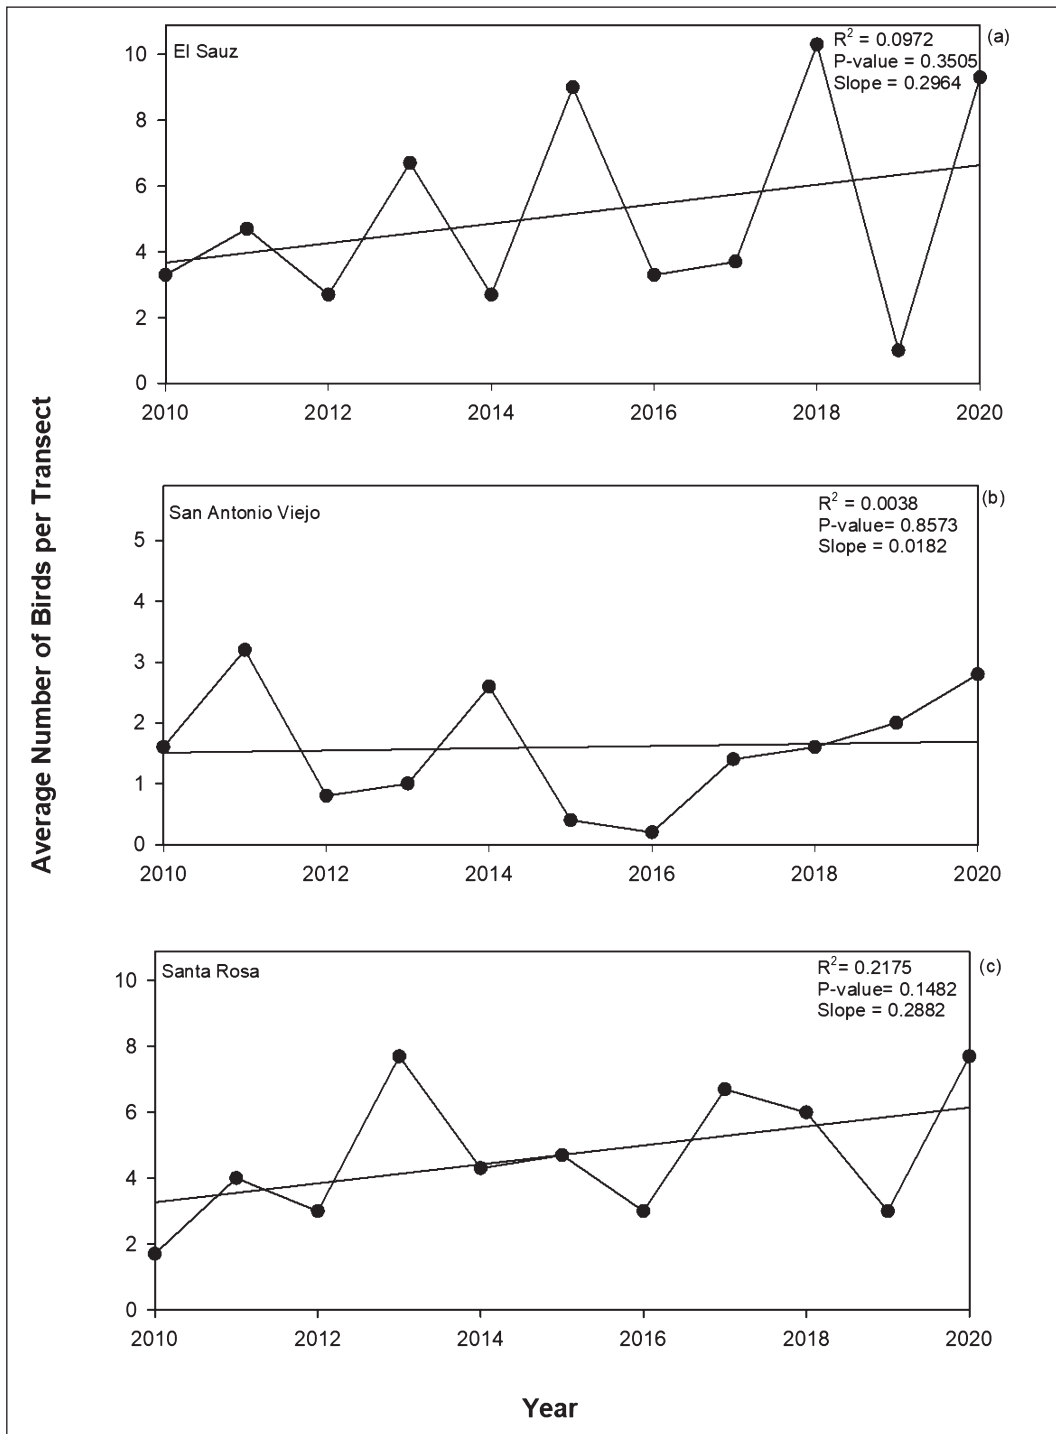 Average Number of Birds per Transect
El Sauz
R² = 0.0972
P-value = 0.3505
Slope = 0.2964
(a)
10
8
6
4
2
0
2010 2012 2014 2016 2018 2020
San Antonio Viejo
R² = 0.0038
P-value= 0.8573
Slope = 0.0182
(b)
5
4
3
2
1
0
2010 2012 2014 2016 2018 2020
Santa Rosa
R²= 0.2175
P-value= 0.1482
Slope = 0.2882
(c)
10
8
6
4
2
0
2010 2012 2014 2016 2018 2020
Year